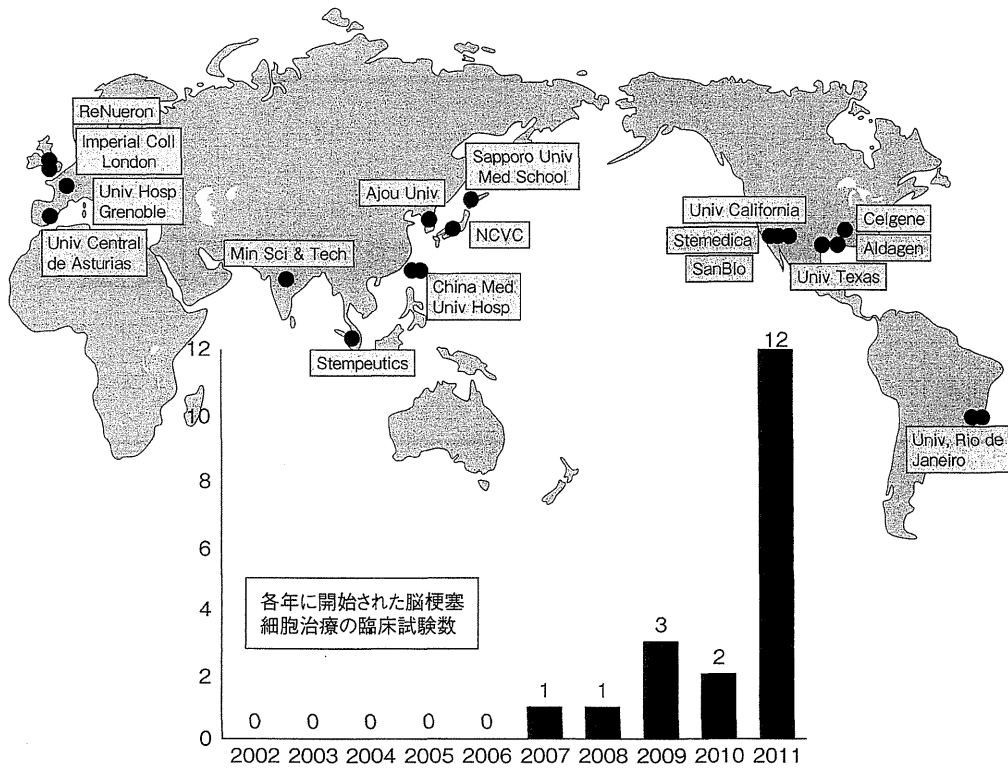 ReNueron
Imperial Coll
London
Univ Hosp
Grenoble
Univ Central
de Asturias
Min Sci & Tech
Ajou Univ
Sapporo Univ
Med School
NCVC
China Med
Univ Hosp
Stempeutics
Univ California
Stemedica
SanBio
Celgene
Aldagen
Univ Texas
Univ, Rio de
Janeiro
各年に開始された脳梗塞
細胞治療の臨床試験数
12
10
8
6
4
2
0
0
0
0
0
0
1
1
3
2
12
2002 2003 2004 2005 2006 2007 2008 2009 2010 2011